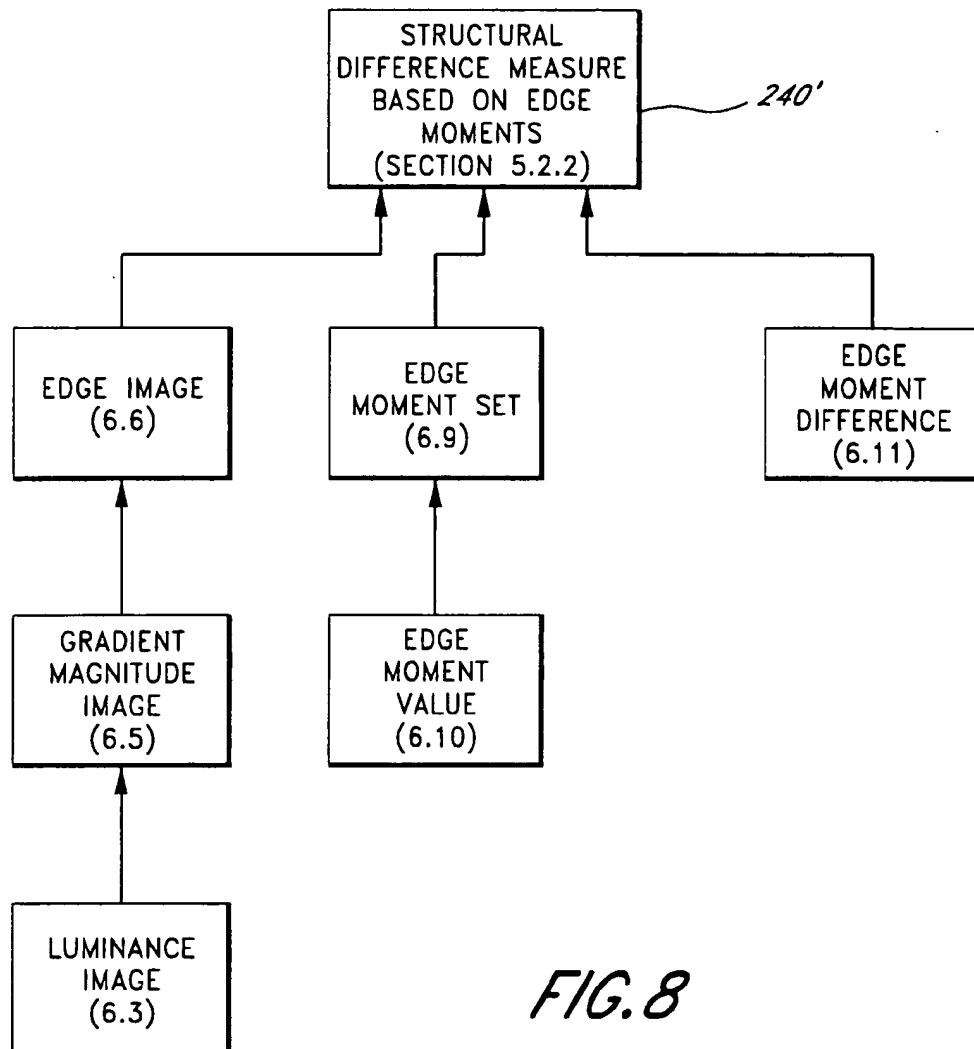 STRUCTURAL
DIFFERENCE MEASURE
BASED ON EDGE
MOMENTS
(SECTION 5.2.2)
240'
EDGE IMAGE
(6.6)
EDGE
MOMENT SET
(6.9)
EDGE
MOMENT
DIFFERENCE
(6.11)
GRADIENT
MAGNITUDE
IMAGE
(6.5)
EDGE
MOMENT
VALUE
(6.10)
LUMINANCE
IMAGE
(6.3)
FIG.8